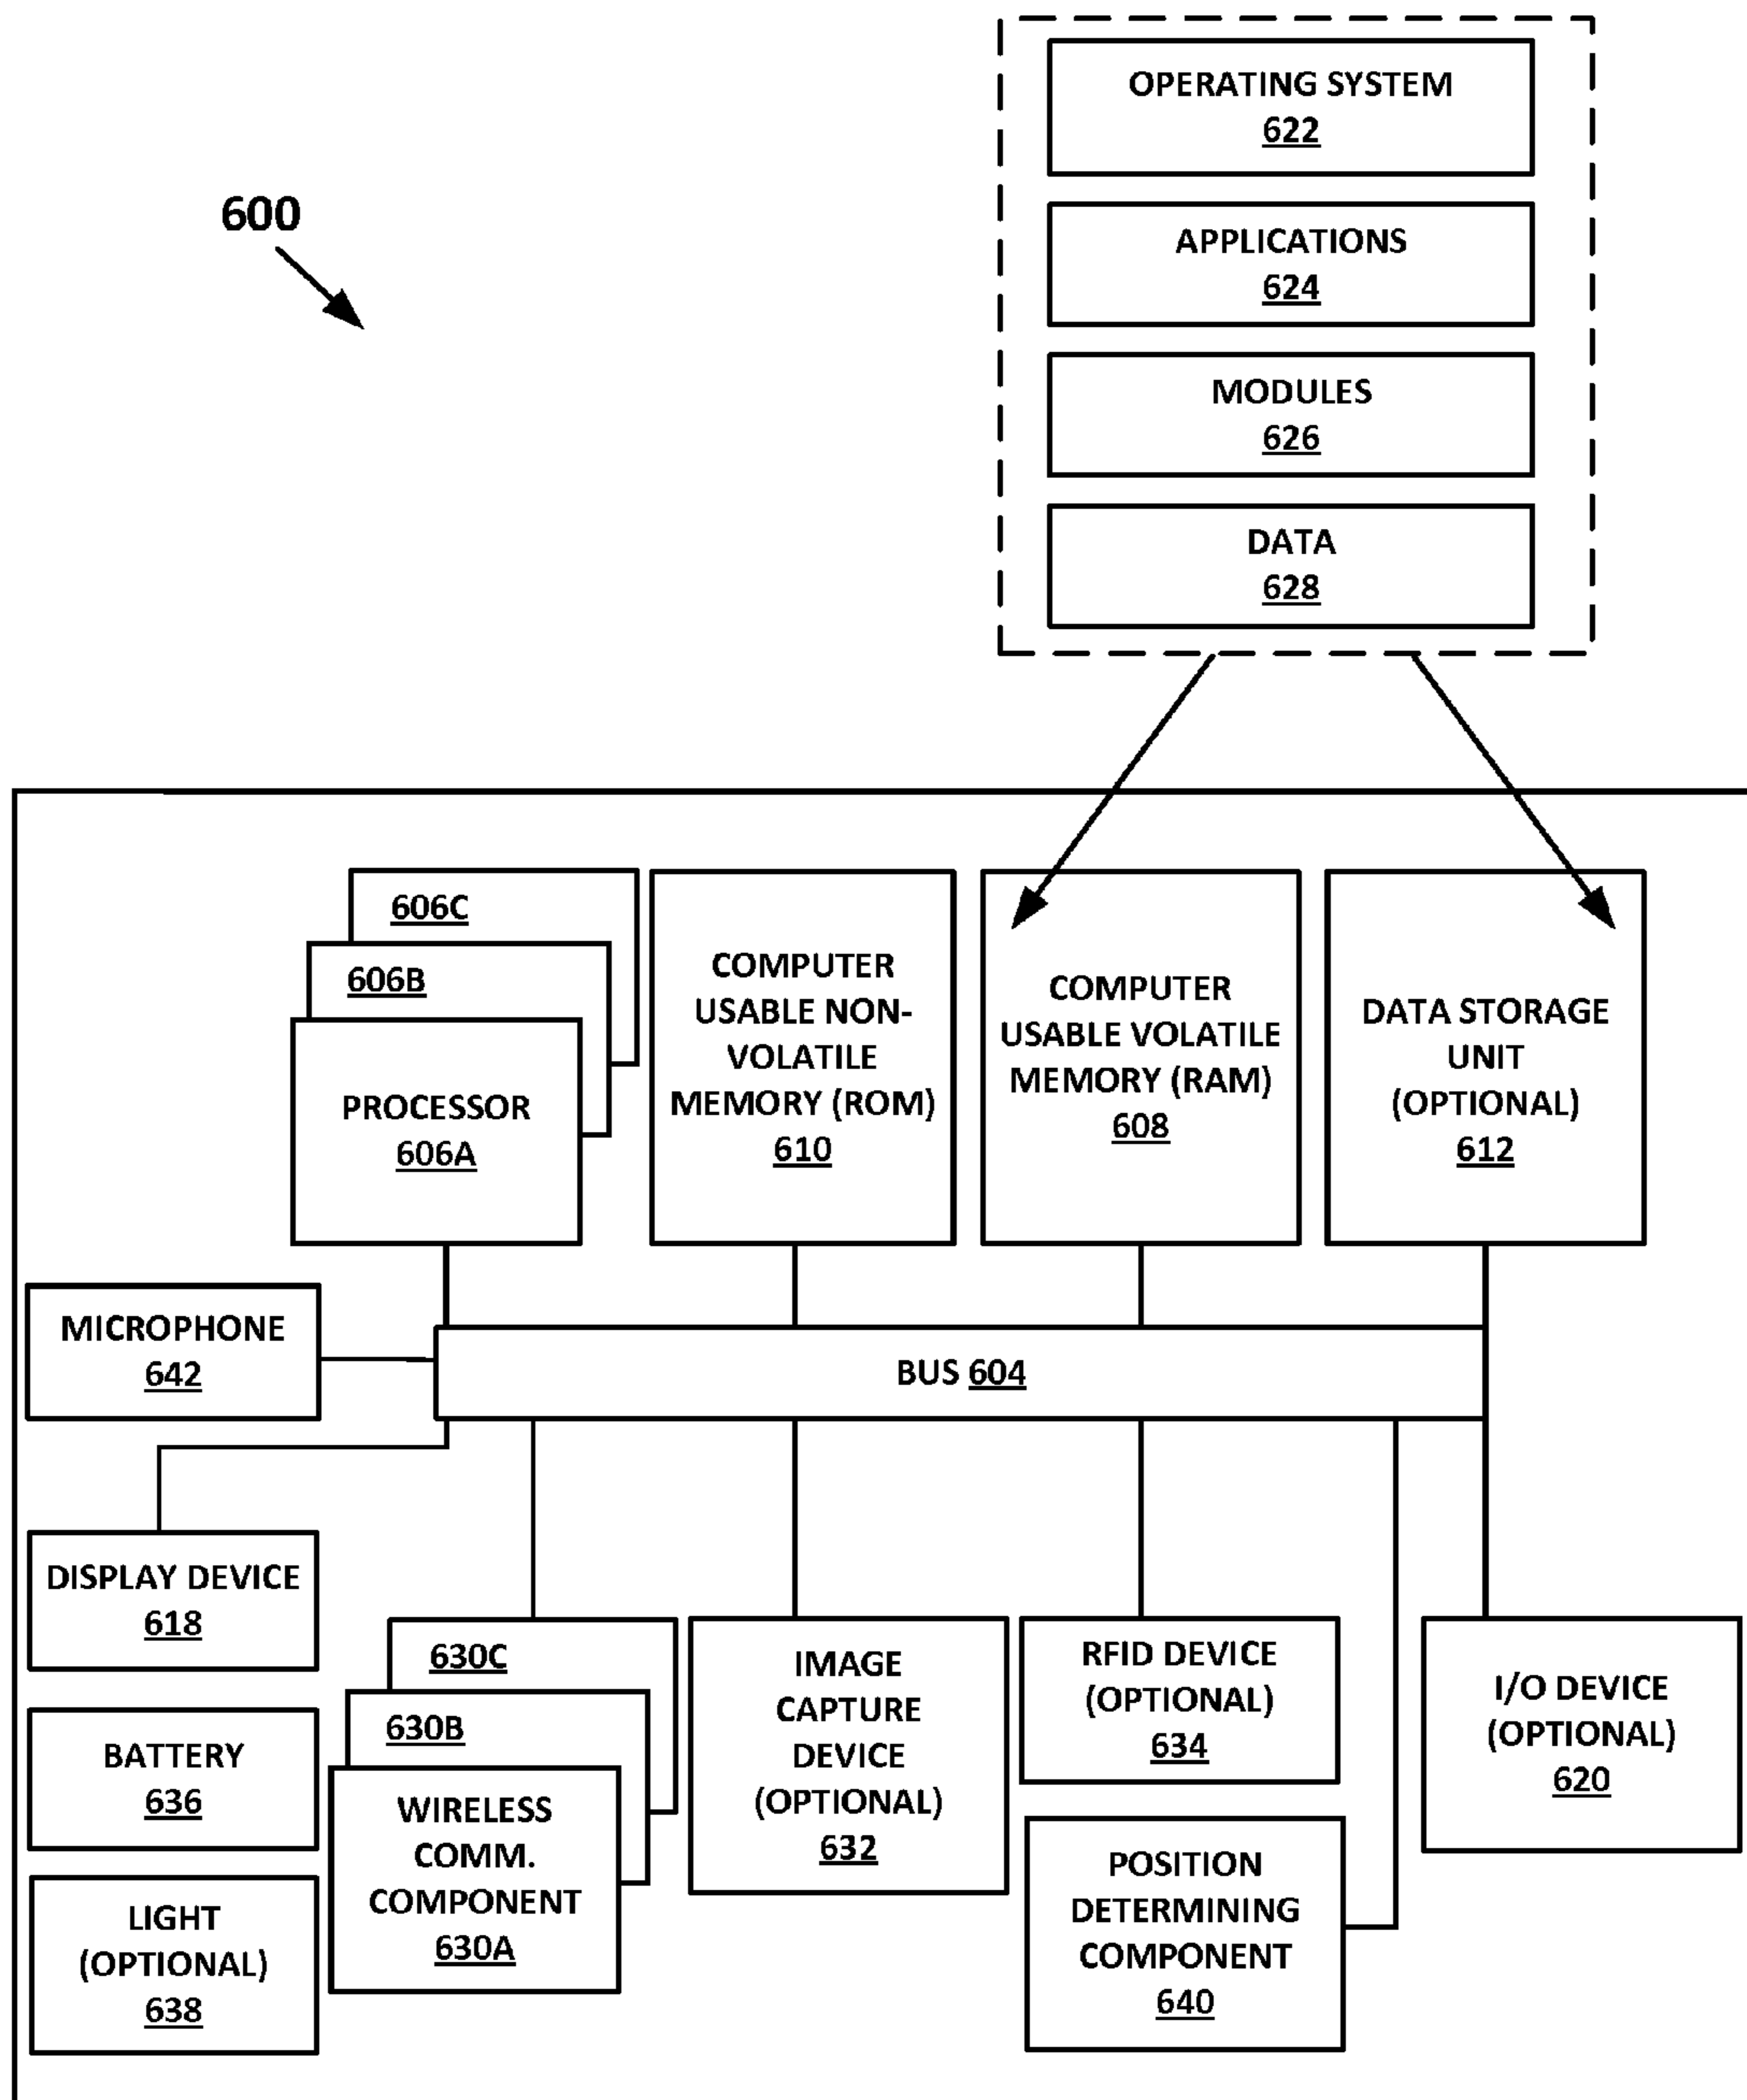 OPERATING SYSTEM
622
600
APPLICATIONS
624
MODULES
626
DATA
628
606C
606B
PROCESSOR
606A
COMPUTER
USABLE NON-
VOLATILE
MEMORY (ROM)
610
COMPUTER
USABLE VOLATILE
MEMORY (RAM)
608
DATA STORAGE
UNIT
(OPTIONAL)
612
MICROPHONE
642
BUS 604
DISPLAY DEVICE
618
BATTERY
636
LIGHT
(OPTIONAL)
638
630C
630B
WIRELESS
COMM.
COMPONENT
630A
IMAGE
CAPTURE
DEVICE
(OPTIONAL)
632
RFID DEVICE
(OPTIONAL)
634
POSITION
DETERMINING
COMPONENT
640
I/O DEVICE
(OPTIONAL)
620